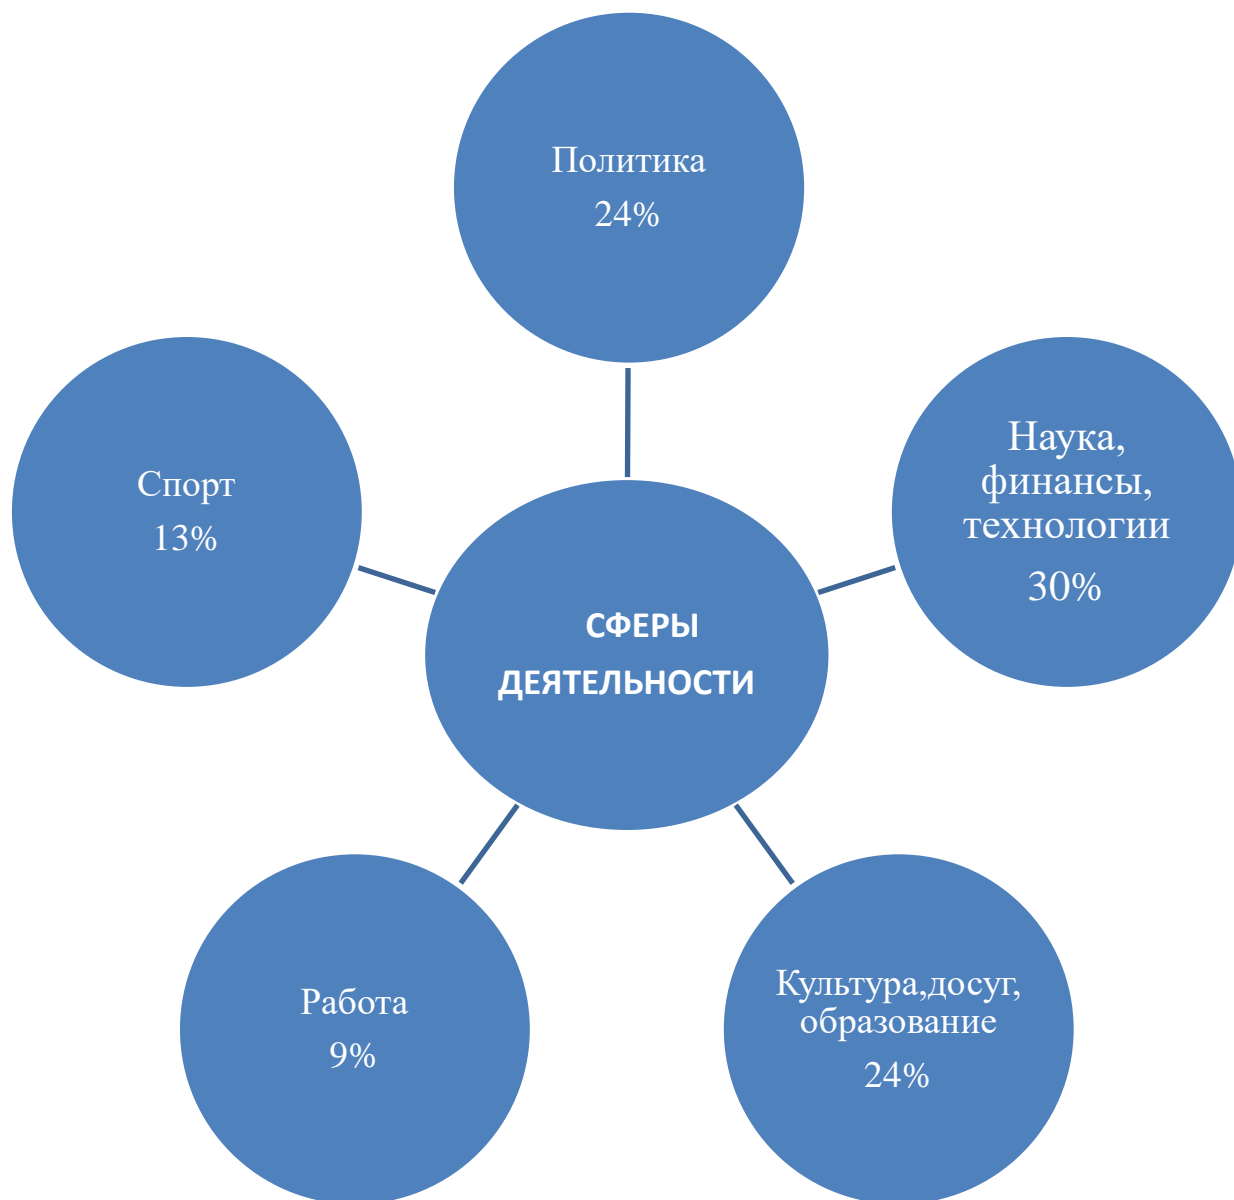 Политика
24%
Наука,
финансы,
технологии
30%
Спорт
13%
СФЕРЫ
ДЕЯТЕЛЬНОСТИ
Работа
9%
Культура,досуг,
образование
24%